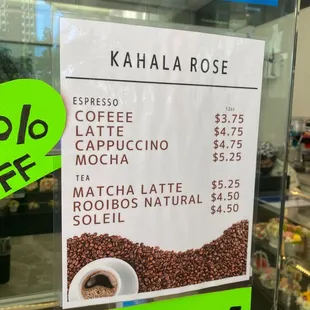 KAHALA ROSE
ESPRESSO
COFEEE $3.75
LATTE $4.75
CAPPUCCINO $4.75
MOCHA $5.25
TEA
MATCHA LATTE $5.25
ROOIBOS NATURAL $4.50
SOLEIL $4.50
%
FF